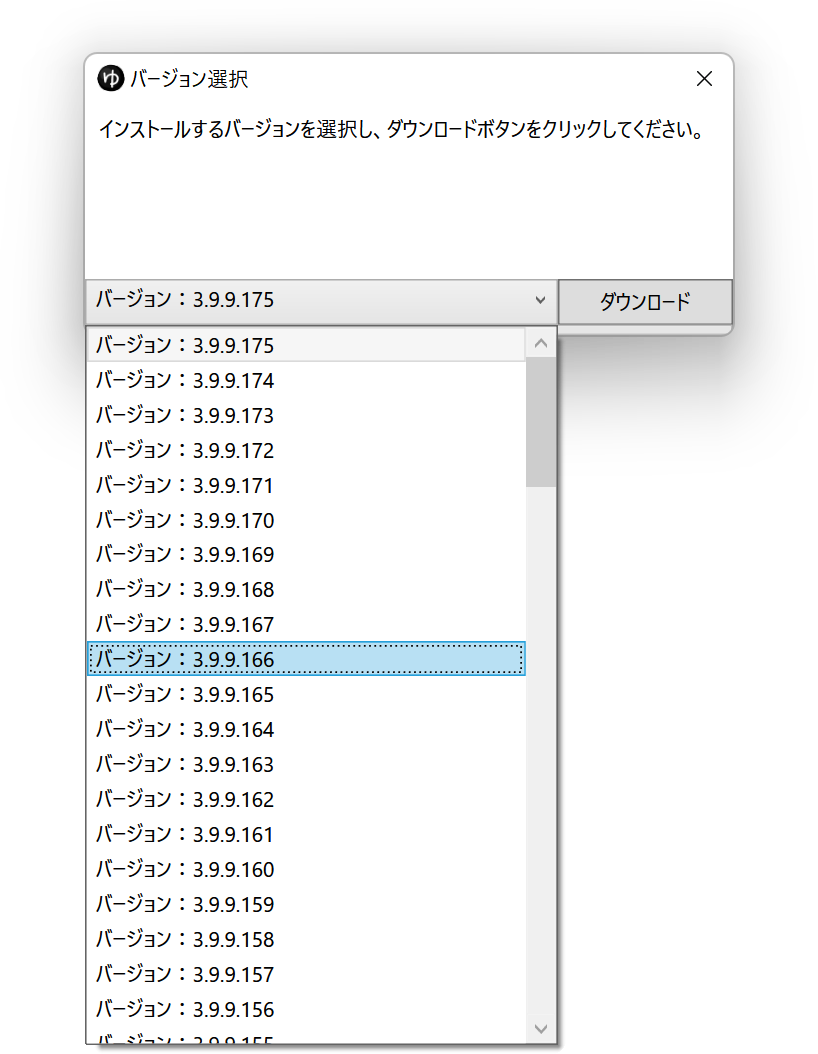 ゆ バージョン選択
インストールするバージョンを選択し、ダウンロードボタンをクリックしてください。
バージョン：3.9.9.175 ダウンロード
バージョン：3.9.9.175
バージョン：3.9.9.174
バージョン：3.9.9.173
バージョン：3.9.9.172
バージョン：3.9.9.171
バージョン：3.9.9.170
バージョン：3.9.9.169
バージョン：3.9.9.168
バージョン：3.9.9.167
バージョン：3.9.9.166
バージョン：3.9.9.165
バージョン：3.9.9.164
バージョン：3.9.9.163
バージョン：3.9.9.162
バージョン：3.9.9.161
バージョン：3.9.9.160
バージョン：3.9.9.159
バージョン：3.9.9.158
バージョン：3.9.9.157
バージョン：3.9.9.156
バージョン：3.9.9.155